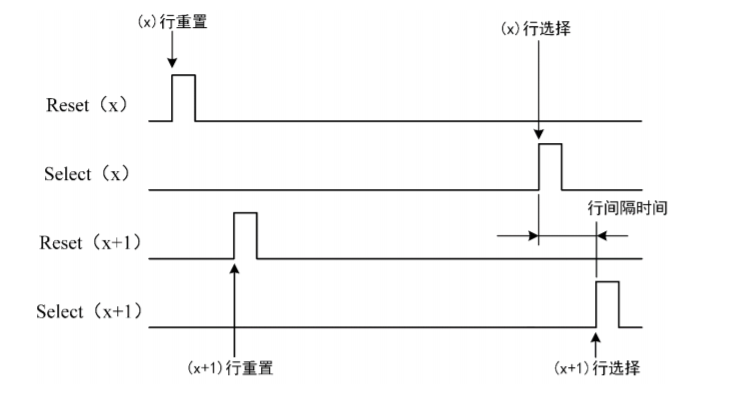 (x)行重置
(x)行选择
Reset（x）
Select（x）
行间隔时间
Reset（x+1）
Select（x+1）
(x+1)行重置
(x+1)行选择